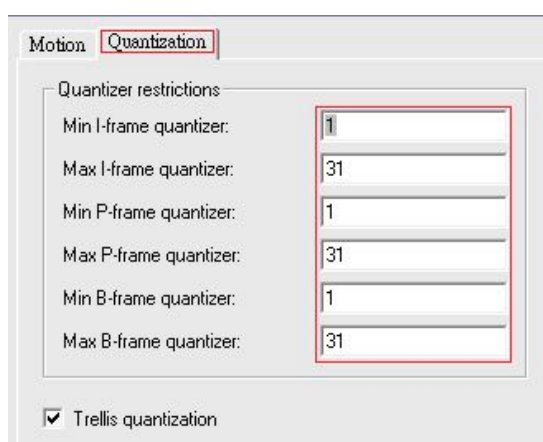 Motion Quantization
Quantizer restrictions
Min I-frame quantizer: 1
Max I-frame quantizer: 31
Min P-frame quantizer: 1
Max P-frame quantizer: 31
Min B-frame quantizer: 1
Max B-frame quantizer: 31
Trellis quantization